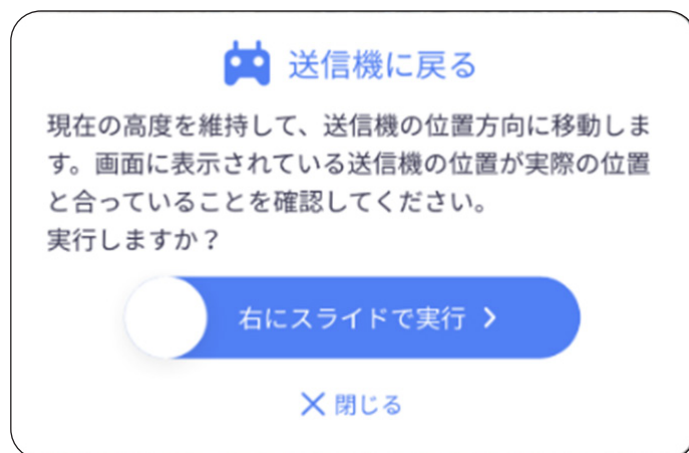 送信機に戻る
現在の高度を維持して、送信機の位置方向に移動しま
す。画面に表示されている送信機の位置が実際の位置
と合っていることを確認してください。
実行しますか？
右にスライドで実行 >
閉じる